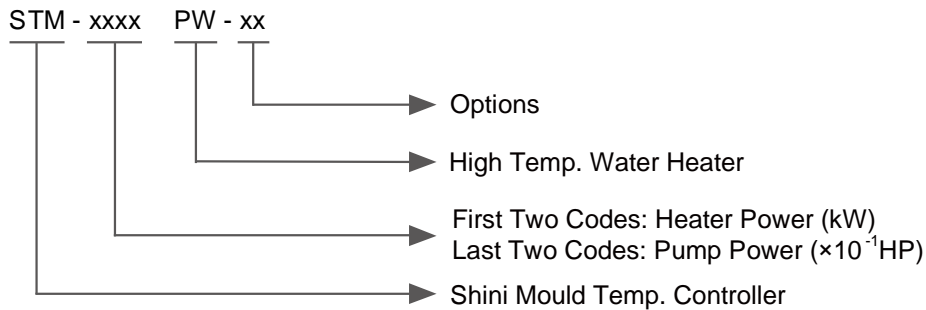 STM - xxxx PW - xx
Options
High Temp. Water Heater
First Two Codes: Heater Power (kW)
Last Two Codes: Pump Power (×10⁻¹HP)
Shini Mould Temp. Controller